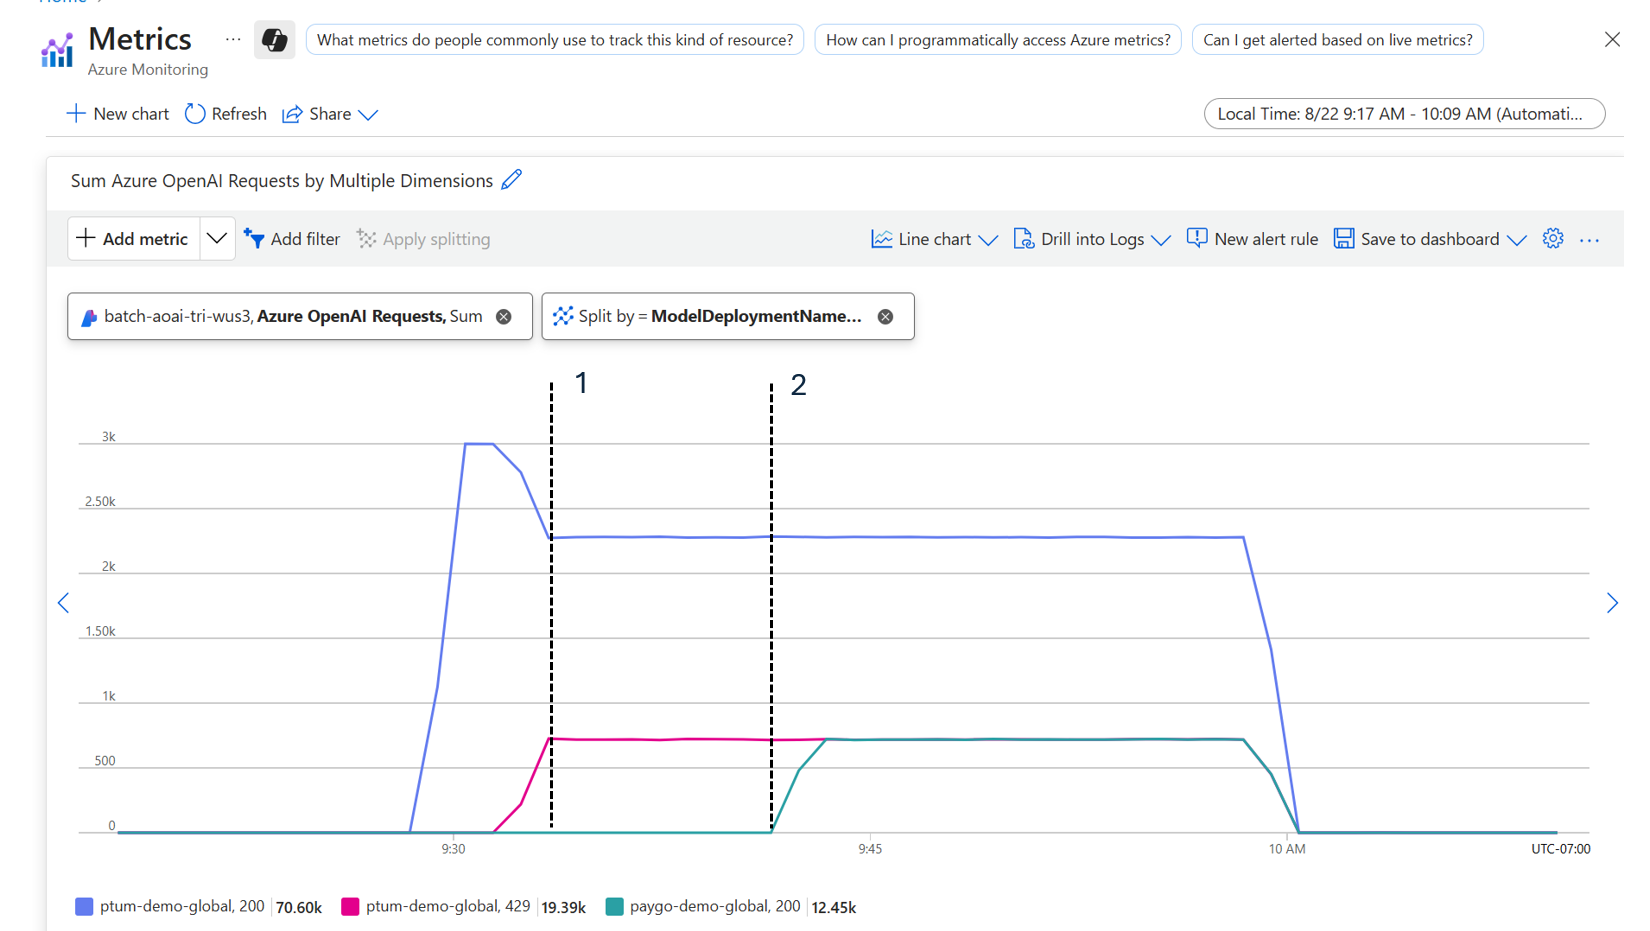 Metrics
...
What metrics do people commonly use to track this kind of resource?
How can I programmatically access Azure metrics?
Can I get alerted based on live metrics?
Azure Monitoring
New chart
Refresh
Share
Local Time: 8/22 9:17 AM - 10:09 AM (Automati...
Sum Azure OpenAI Requests by Multiple Dimensions
Add metric
Add filter
Apply splitting
Line chart
Drill into Logs
New alert rule
Save to dashboard
...
batch-aoai-tri-wus3, Azure OpenAI Requests, Sum
Split by = ModelDeploymentName...
1
2
3k
2.50k
2k
1.50k
1k
500
0
9:30
9:45
10 AM
UTC-07:00
ptum-demo-global, 200 70.60k
ptum-demo-global, 429 19.39k
paygo-demo-global, 200 12.45k